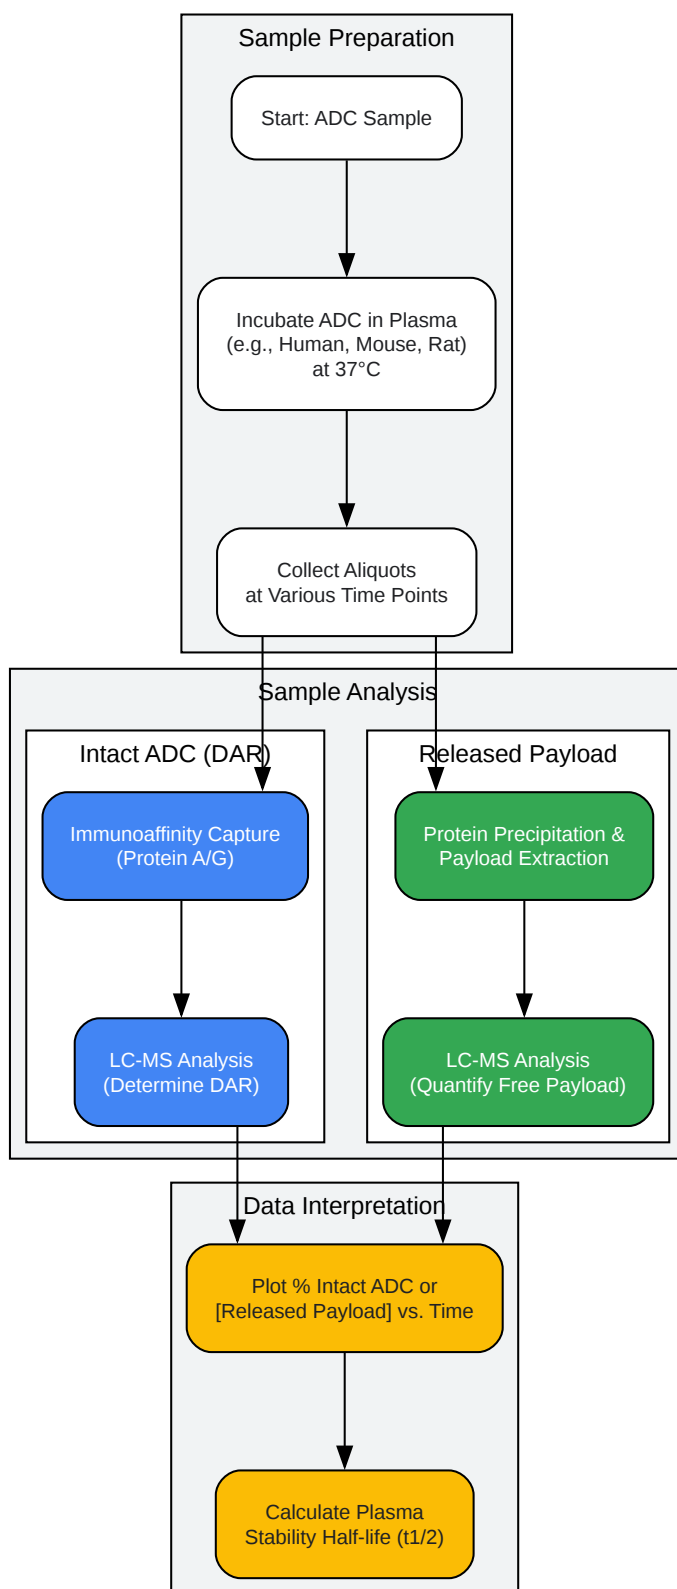 Sample Preparation
Start: ADC Sample
Incubate ADC in Plasma
(e.g., Human, Mouse, Rat)
at 37°C
Collect Aliquots
at Various Time Points
Sample Analysis
Intact ADC (DAR)
Immunoaffinity Capture
(Protein A/G)
LC-MS Analysis
(Determine DAR)
Released Payload
Protein Precipitation &
Payload Extraction
LC-MS Analysis
(Quantify Free Payload)
Data Interpretation
Plot % Intact ADC or
[Released Payload] vs. Time
Calculate Plasma
Stability Half-life (t1/2)